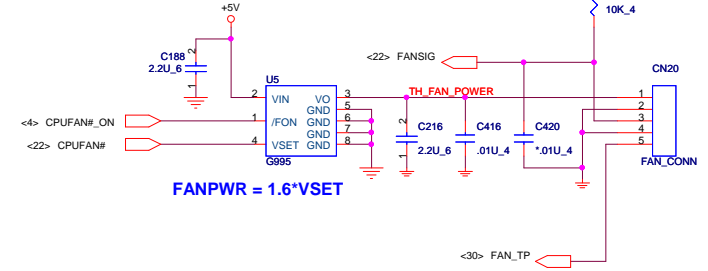 +5V
10K_4
<22> FANSIG
CN20
C188
2.2U_6
2
1
U5
2 VIN VO 3
GND 5
1 /FON GND 6
GND 7
4 VSET GND 8
G995
TH_FAN_POWER
<4> CPUFAN#_ON
<22> CPUFAN#
2
1
C216
2.2U_6
C416
.01U_4
C420
*.01U_4
1
2
3
4
5
FAN_CONN
FANPWR = 1.6*VSET
<30> FAN_TP